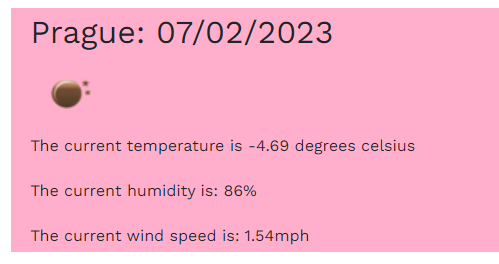 Prague: 07/02/2023
The current temperature is -4.69 degrees celsius
The current humidity is: 86%
The current wind speed is: 1.54mph